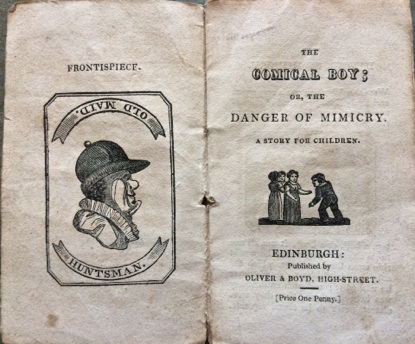 FRONTISPIECE.
OLD MAID.
HUNTSMAN.
THE
COMICAL BOY;
OR, THE
DANGER OF MIMICRY.
A STORY FOR CHILDREN.
EDINBURGH:
Published by
OLIVER & BOYD, HIGH-STREET.
[Price One Penny.]